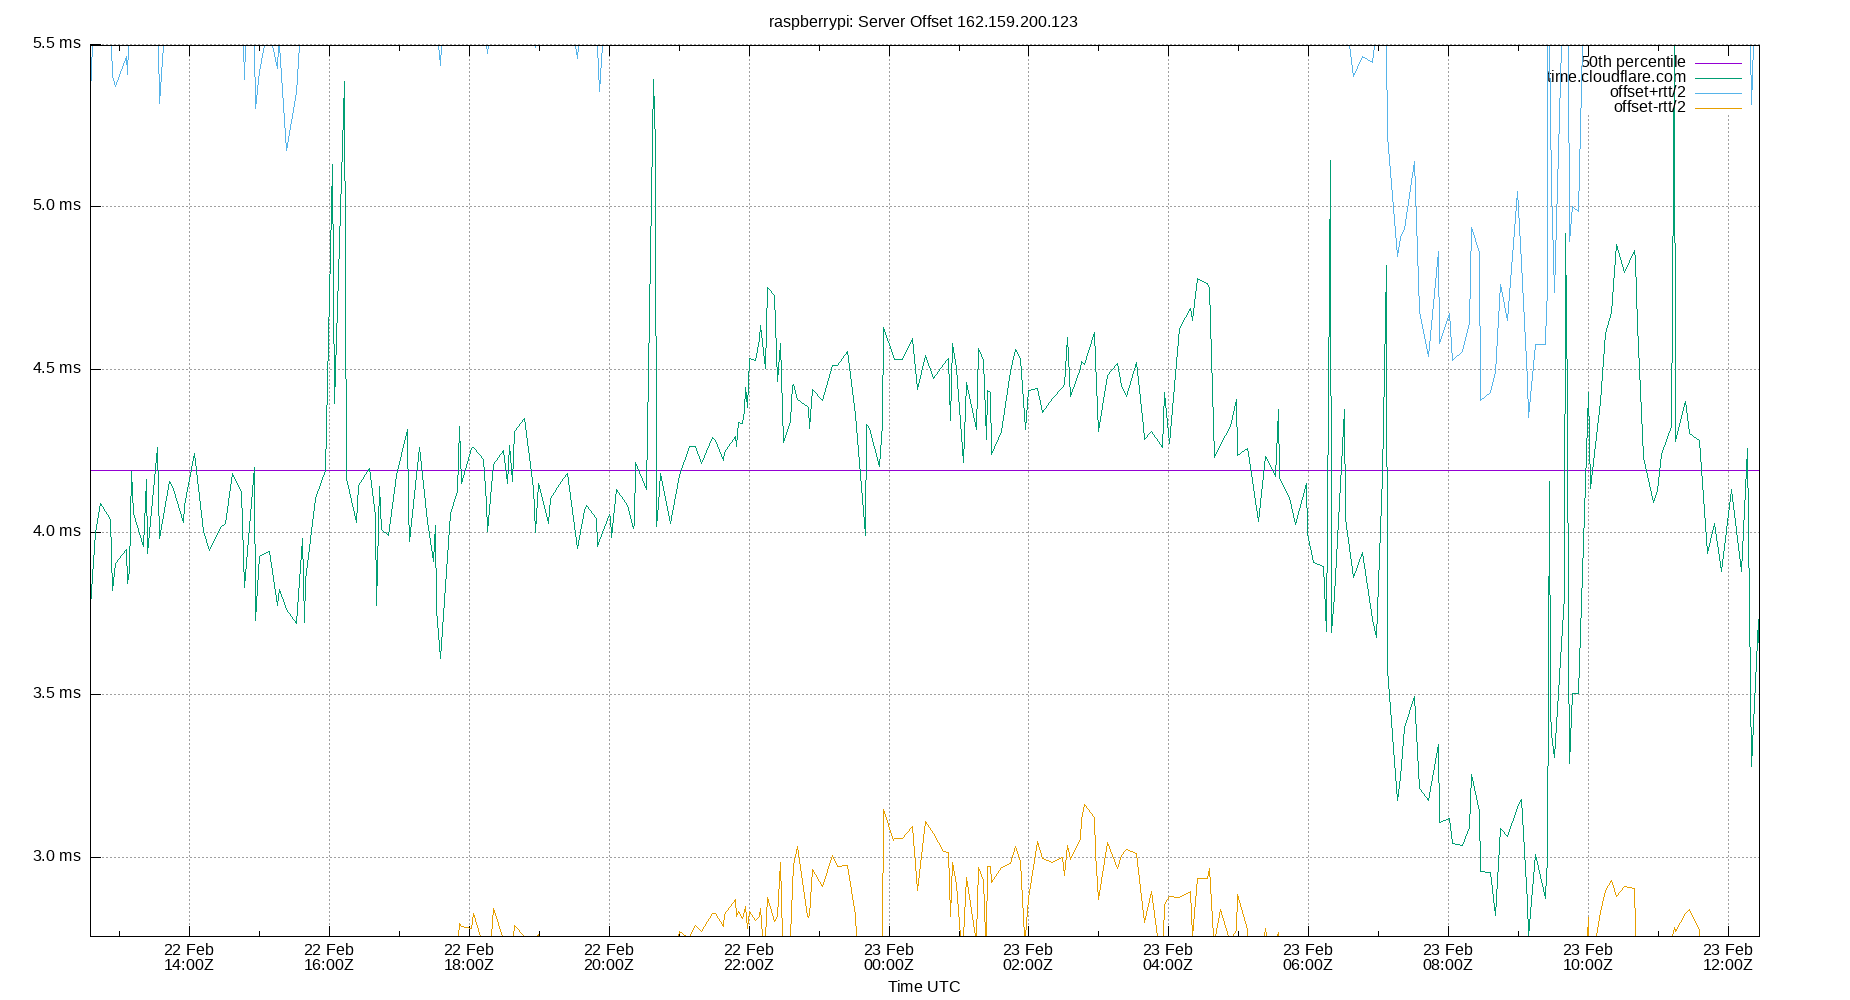 raspberrypi: Server Offset 162.159.200.123
5.5 ms
5.0 ms
4.5 ms
4.0 ms
3.5 ms
3.0 ms
50th percentile
time.cloudflare.com
offset+rtt/2
offset-rtt/2
22 Feb 22 Feb 22 Feb 22 Feb 22 Feb 23 Feb 23 Feb 23 Feb 23 Feb 23 Feb 23 Feb 23 Feb
14:00Z 16:00Z 18:00Z 20:00Z 22:00Z 00:00Z 02:00Z 04:00Z 06:00Z 08:00Z 10:00Z 12:00Z
Time UTC